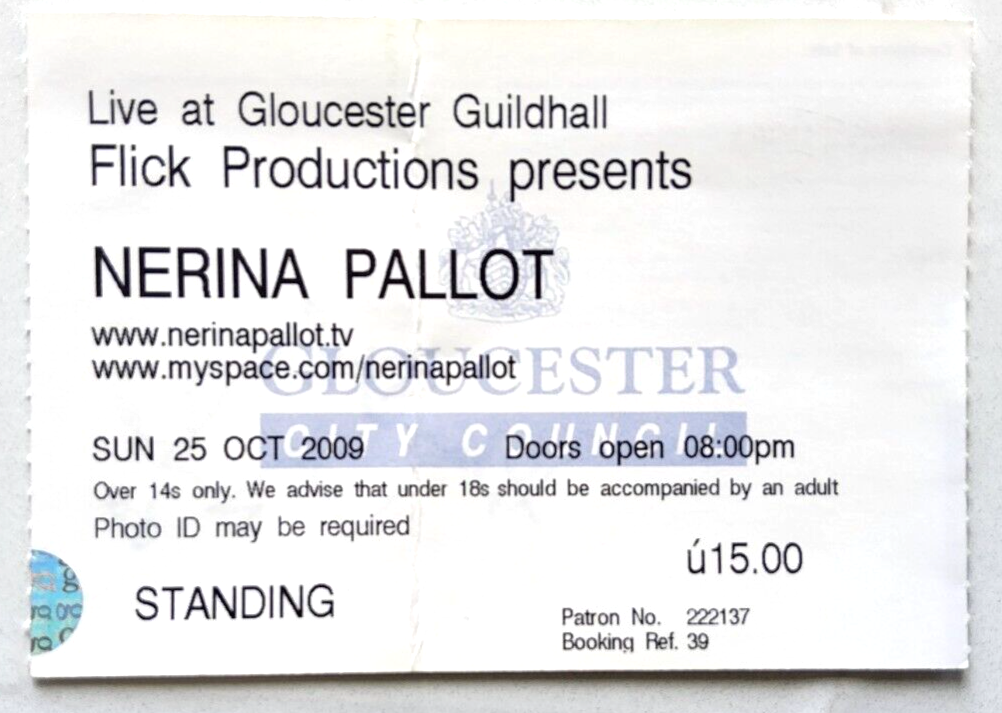 Live at Gloucester Guildhall
Flick Productions presents
NERINA PALLOT
www.nerinapallot.tv
www.myspace.com/nerinapallot
GLOUCESTER
CITY COUNCIL
SUN 25 OCT 2009 Doors open 08:00pm
Over 14s only. We advise that under 18s should be accompanied by an adult
Photo ID may be required
ú15.00
STANDING
Patron No. 222137
Booking Ref. 39